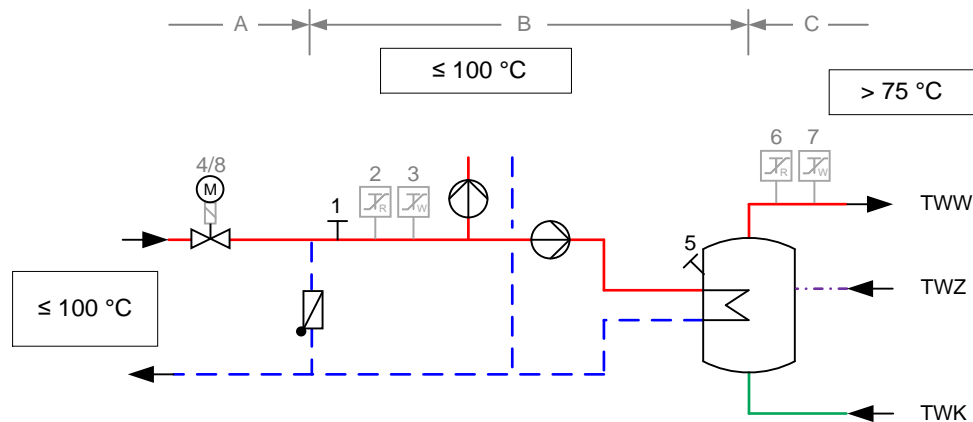 A B C
≤ 100 °C
> 75 °C
6 7
4/8
M
2 3
R W
R W
TWW
1
5
≤ 100 °C
TWZ
TWK